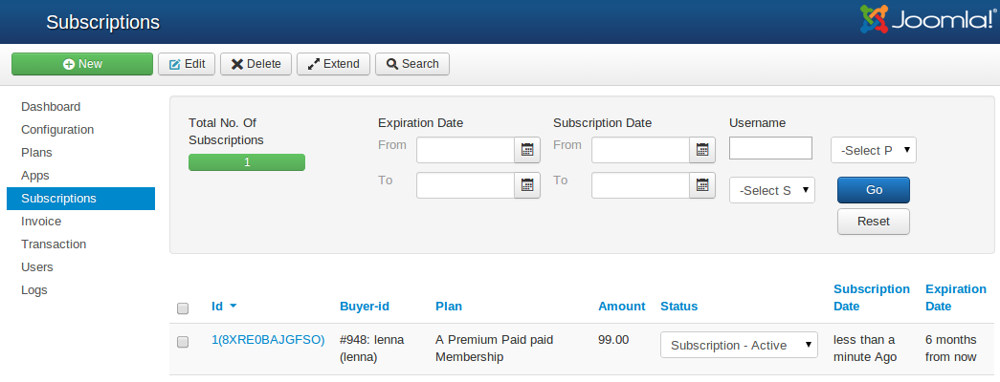 Subscriptions
Joomla!®
New
Edit
Delete
Extend
Search
Dashboard
Configuration
Plans
Apps
Subscriptions
Invoice
Transaction
Users
Logs
Total No. Of
Subscriptions
1
Expiration Date
From
To
Subscription Date
From
To
Username
-Select P
-Select S
Go
Reset
Id
Buyer-id
Plan
Amount
Status
Subscription
Date
Expiration
Date
1(8XRE0BAJGFSO)
#948: lenna
(lenna)
A Premium Paid paid
Membership
99.00
Subscription - Active
less than a
minute Ago
6 months
from now